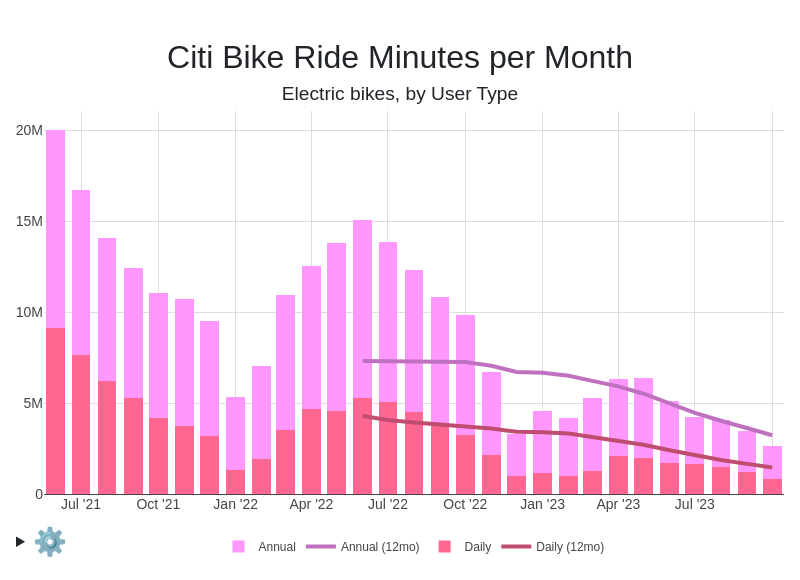 Citi Bike Ride Minutes per Month
Electric bikes, by User Type
20M
15M
10M
5M
0
Jul '21 Oct '21 Jan '22 Apr '22 Jul '22 Oct '22 Jan '23 Apr '23 Jul '23
Annual Annual (12mo) Daily Daily (12mo)